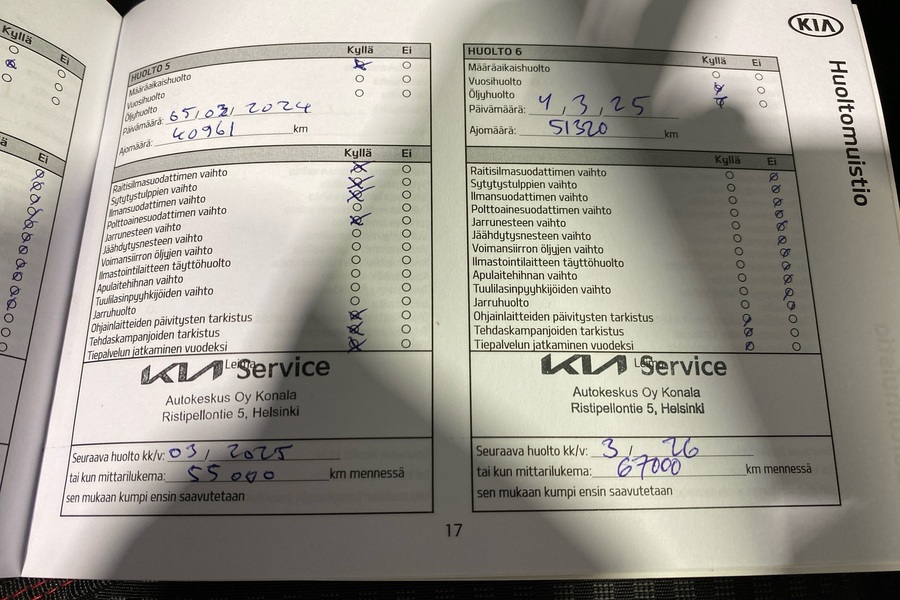 Kyllä
Ei
Ei
HUOLTO 5
Kyllä
Ei
Määräaikaishuolto
Vuosihuolto
Öljyhuolto
Päivämäärä: 05/03/2024
Ajomäärä: 40961 km
Kyllä
Ei
Raitisilmasuodattimen vaihto
Sytytystulppien vaihto
Ilmansuodattimen vaihto
Polttoainesuodattimen vaihto
Jarrunesteen vaihto
Jäähdytysnesteen vaihto
Voimansiirron öljyjen vaihto
Ilmastointilaitteen täyttöhuolto
Apulaitehihnan vaihto
Tuulilasinpyyhkijöiden vaihto
Jarruhuolto
Ohjainlaitteiden päivitysten tarkistus
Tehdaskampanjoiden tarkistus
Tiepalvelun jatkaminen vuodeksi
Leima
KIA Service
Autokeskus Oy Konala
Ristipellontie 5, Helsinki
Seuraava huolto kk/v: 03, 2025
tai kun mittarilukema: 55000 km mennessä
sen mukaan kumpi ensin saavutetaan
HUOLTO 6
Kyllä
Ei
Määräaikaishuolto
Vuosihuolto
Öljyhuolto
Päivämäärä: 4,3,25
Ajomäärä: 51320 km
Kyllä
Ei
Raitisilmasuodattimen vaihto
Sytytystulppien vaihto
Ilmansuodattimen vaihto
Polttoainesuodattimen vaihto
Jarrunesteen vaihto
Jäähdytysnesteen vaihto
Voimansiirron öljyjen vaihto
Ilmastointilaitteen täyttöhuolto
Apulaitehihnan vaihto
Tuulilasinpyyhkijöiden vaihto
Jarruhuolto
Ohjainlaitteiden päivitysten tarkistus
Tehdaskampanjoiden tarkistus
Tiepalvelun jatkaminen vuodeksi
Leima
KIA Service
Autokeskus Oy Konala
Ristipellontie 5, Helsinki
Seuraava huolto kk/v: 3, 26
tai kun mittarilukema: 67000 km mennessä
sen mukaan kumpi ensin saavutetaan
KIA
Huoltomuistio
17